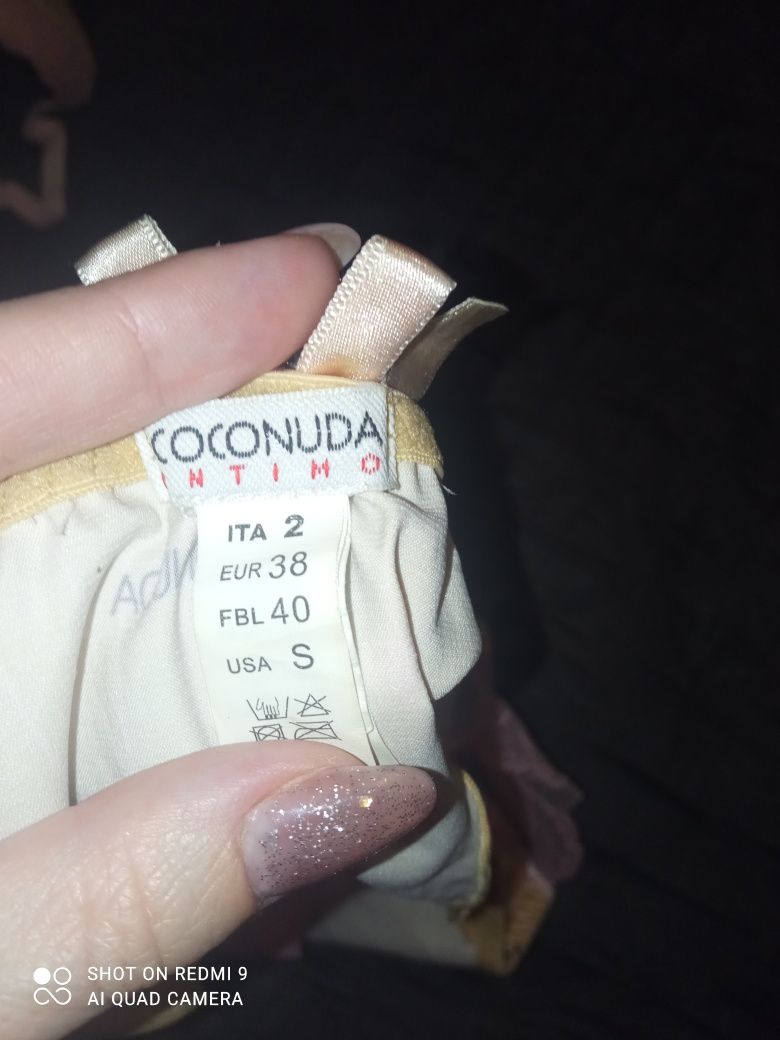 COCONUDA
INTIMO
ITA 2
EUR 38
FBL 40
USA S
SHOT ON REDMI 9
AI QUAD CAMERA